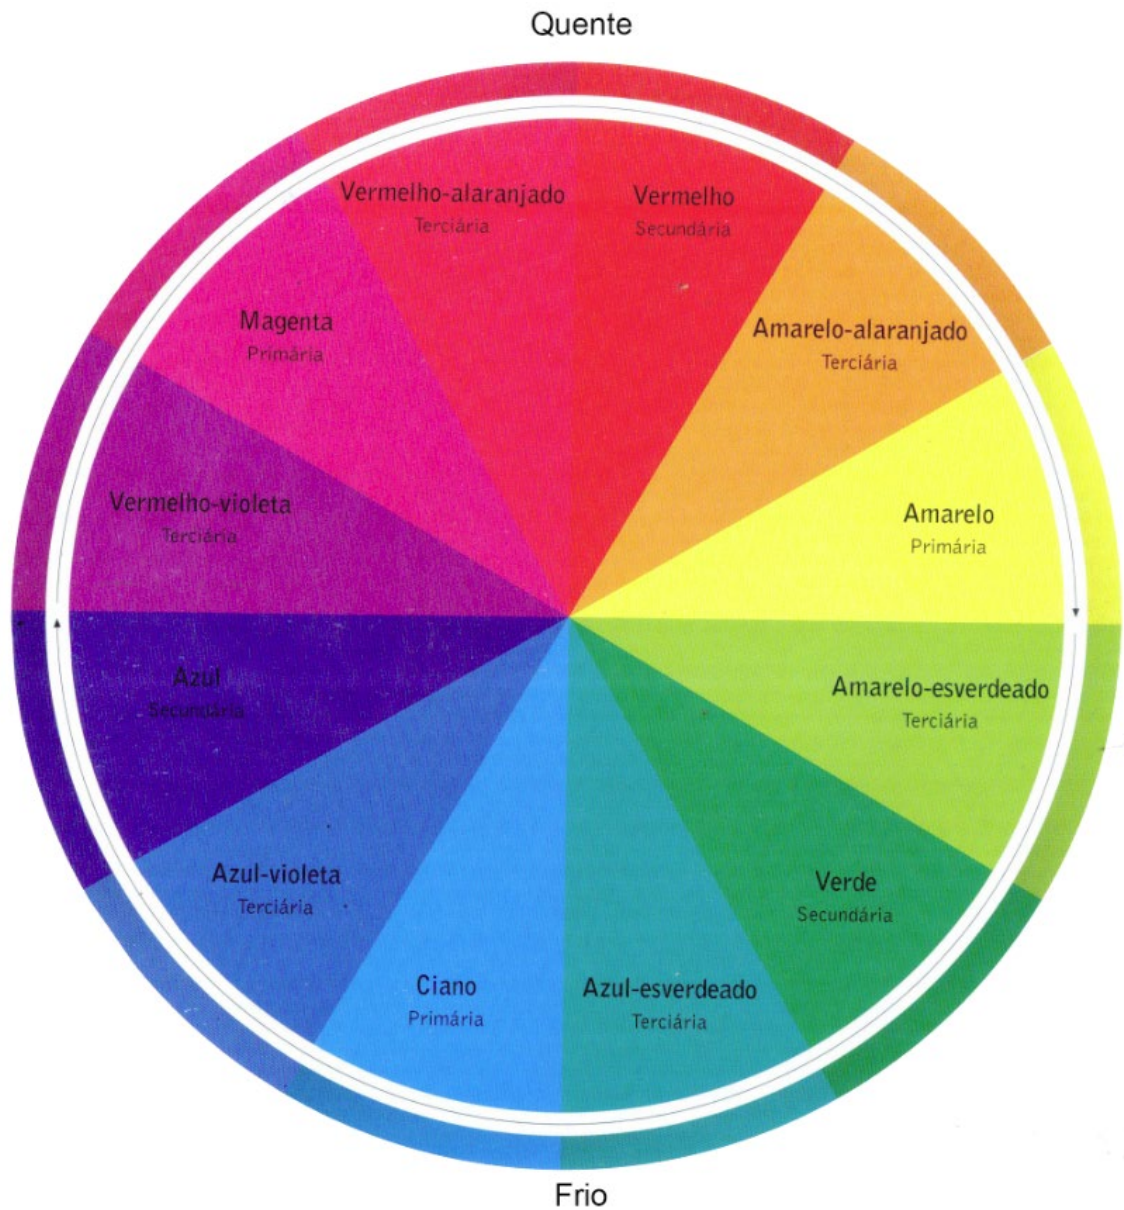 Quente
Vermelho-alaranjado
Terciária
Vermelho
Secundária
Magenta
Primária
Amarelo-alaranjado
Terciária
Vermelho-violeta
Terciária
Amarelo
Primária
Azul
Secundária
Amarelo-esverdeado
Terciária
Azul-violeta
Terciária
Verde
Secundária
Ciano
Primária
Azul-esverdeado
Terciária
Frio